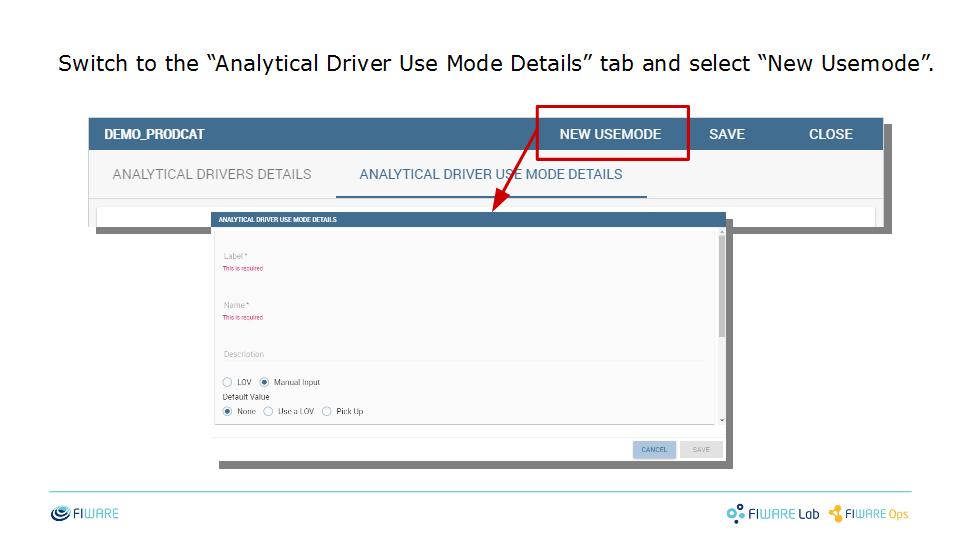 Switch to the “Analytical Driver Use Mode Details” tab and select “New Usemode”.
DEMO_PRODCAT NEW USEMODE SAVE CLOSE
ANALYTICAL DRIVERS DETAILS ANALYTICAL DRIVER USE MODE DETAILS
ANALYTICAL DRIVER USE MODE DETAILS
Label *
This is required
Name *
This is required
Description
LOV Manual Input
Default Value
None Use a LOV Pick Up
CANCEL SAVE
FIWARE FIWARE Lab FIWARE Ops